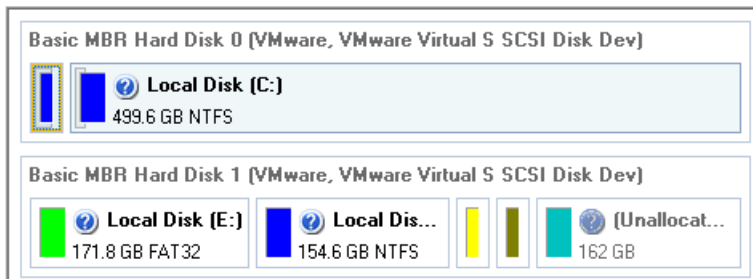 Basic MBR Hard Disk 0 (VMware, VMware Virtual S SCSI Disk Dev)
Local Disk (C:)
499.6 GB NTFS
Basic MBR Hard Disk 1 (VMware, VMware Virtual S SCSI Disk Dev)
Local Disk (E:)
171.8 GB FAT32
Local Dis...
154.6 GB NTFS
(Unallocat...
162 GB